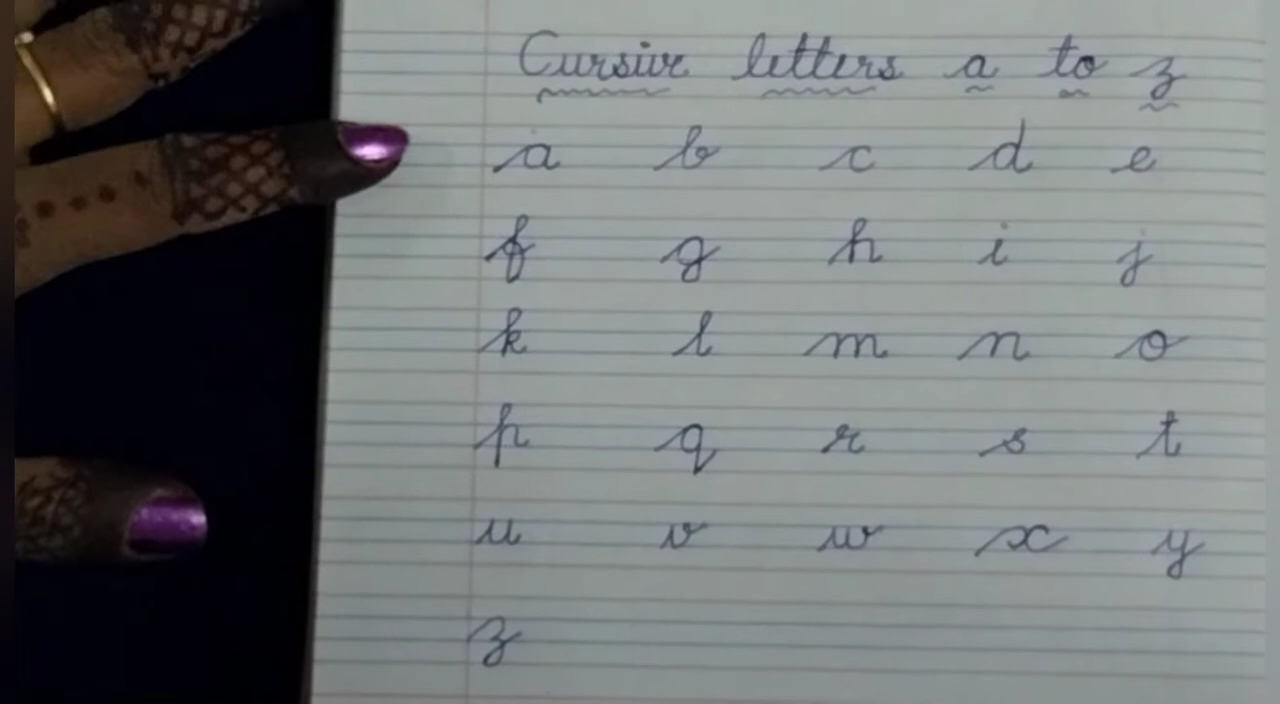 Cursive letters a to z
a b c d e
f g h i j
k l m n o
p q r s t
u v w x y
z